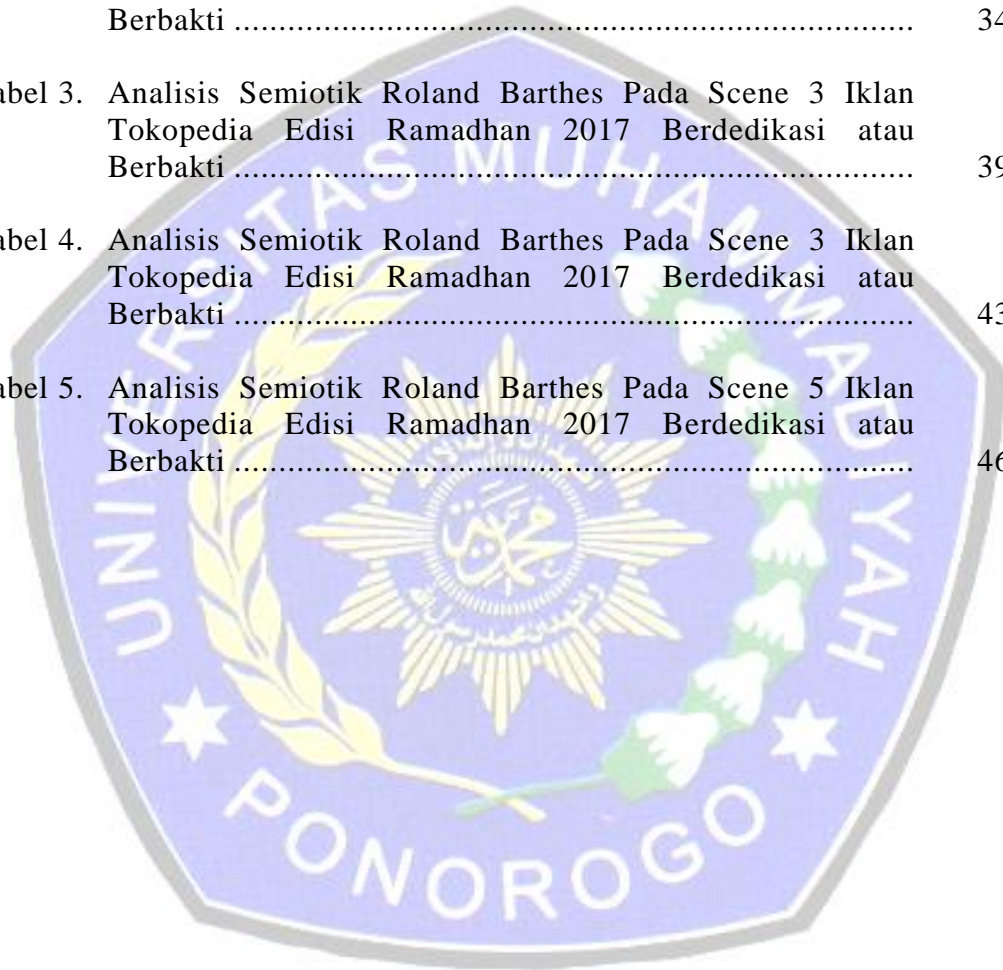 Berbakti ......................................................................... 34
abel 3. Analisis Semiotik Roland Barthes Pada Scene 3 Iklan
Tokopedia Edisi Ramadhan 2017 Berdedikasi atau
Berbakti ......................................................................... 39
abel 4. Analisis Semiotik Roland Barthes Pada Scene 3 Iklan
Tokopedia Edisi Ramadhan 2017 Berdedikasi atau
Berbakti ......................................................................... 43
abel 5. Analisis Semiotik Roland Barthes Pada Scene 5 Iklan
Tokopedia Edisi Ramadhan 2017 Berdedikasi atau
Berbakti ......................................................................... 46
UNIVERSITAS MUHAMMADIYAH
PONOROGO
محمدية